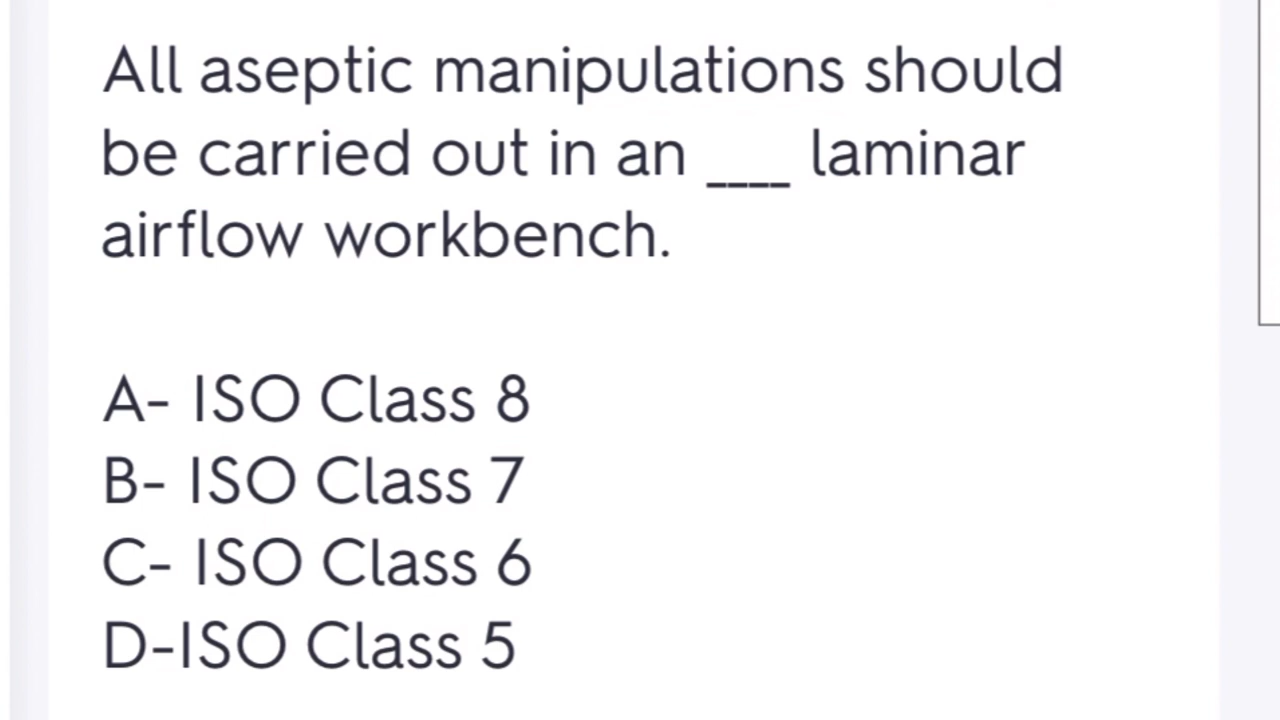 All aseptic manipulations should
be carried out in an ____ laminar
airflow workbench.
A- ISO Class 8
B- ISO Class 7
C- ISO Class 6
D-ISO Class 5